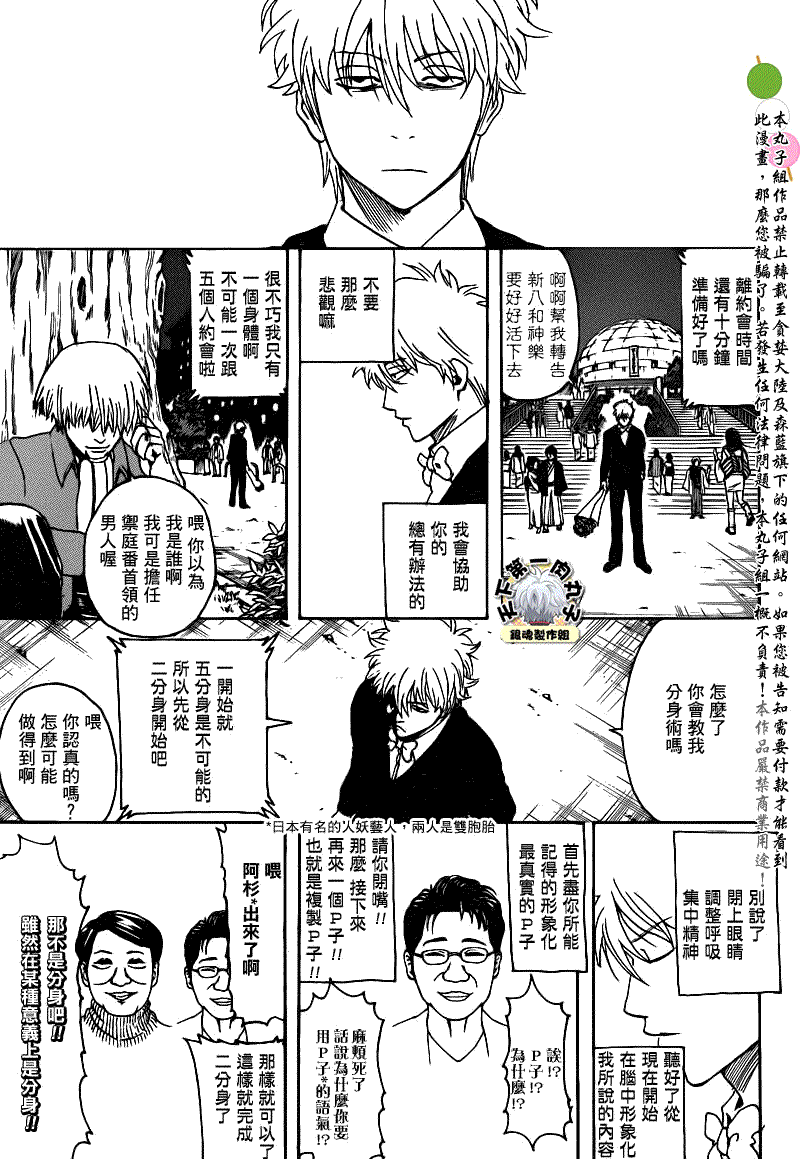 離約會時間
還有十分鐘
準備好了嗎
啊啊幫我轉告
新八和神樂
要好好活下去
不要
那麼
悲觀嘛
我會協助
你的
總有辦法的
很不巧我只有
一個身體啊
不可能一次跟
五個人約會啦
喂 你以為
我是誰啊
我可是擔任
禦庭番首領的
男人喔
天下第一肉丸子
銀魂製作組
怎麼了
你會教我
分身術嗎
一開始就
五分身是不可能的
所以先從
二分身開始吧
喂
你認真的嗎?
怎麼可能
做得到啊
別說了
閉上眼睛
調整呼吸
集中精神
聽好了從
現在開始
在腦中形象化
我所說的內容
*日本有名的人妖藝人，兩人是雙胞胎
首先盡你所能
記得的形象化
最真實的P子
誒!?
P子!?
為什麼!?
請你閉嘴!!
那麼 接下來
再來一個P子!!
也就是複製P子!!
麻煩死了
話說為什麼你要
用P子*的語氣!?
喂
阿杉*出來了啊
那樣就可以了
這樣就完成
二分身了
那不是分身吧!!
雖然在某種意義上是分身!!
本丸子組作品禁止轉載至貪婪大陸及森藍旗下的任何網站。如果您被告知需要付款才能看到
此漫畫，那麼您被騙了。若發生任何法律問題，本丸子組一概不負責！本作品嚴禁商業用途！